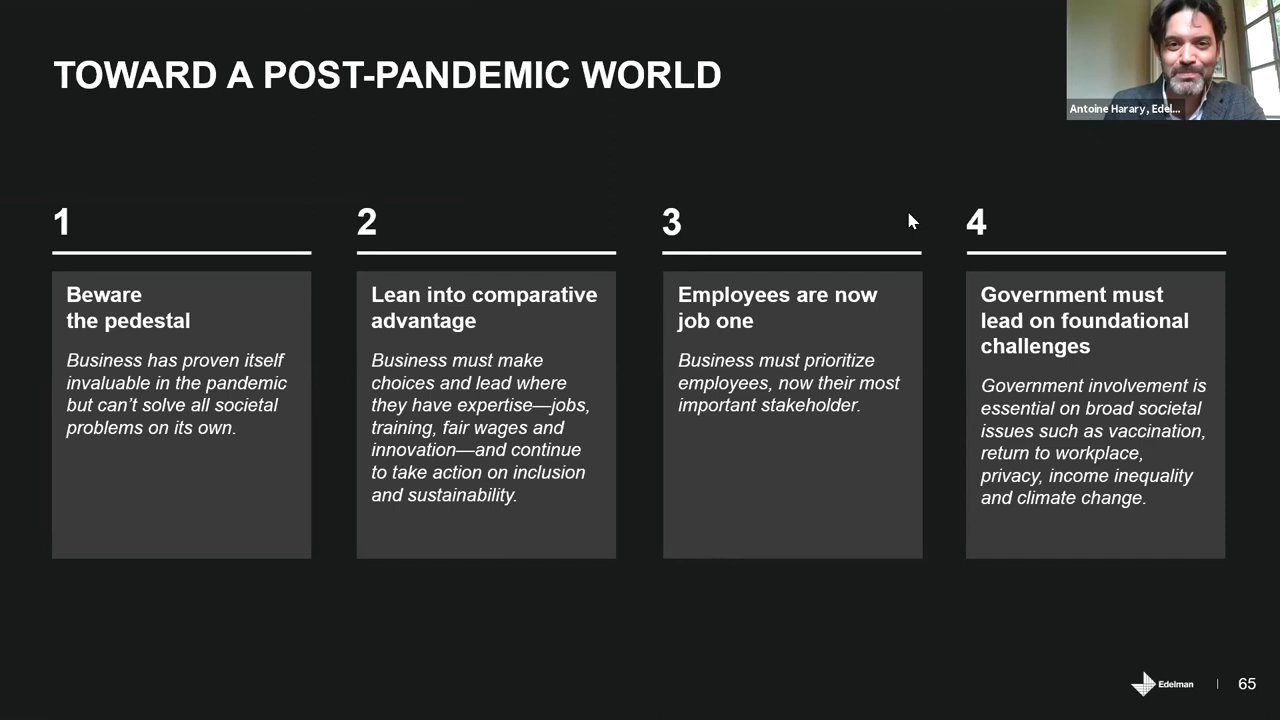 TOWARD A POST-PANDEMIC WORLD
Antoine Harary, Edel...
1
Beware
the pedestal
Business has proven itself
invaluable in the pandemic
but can’t solve all societal
problems on its own.
2
Lean into comparative
advantage
Business must make
choices and lead where
they have expertise—jobs,
training, fair wages and
innovation—and continue
to take action on inclusion
and sustainability.
3
Employees are now
job one
Business must prioritize
employees, now their most
important stakeholder.
4
Government must
lead on foundational
challenges
Government involvement is
essential on broad societal
issues such as vaccination,
return to workplace,
privacy, income inequality
and climate change.
Edelman | 65